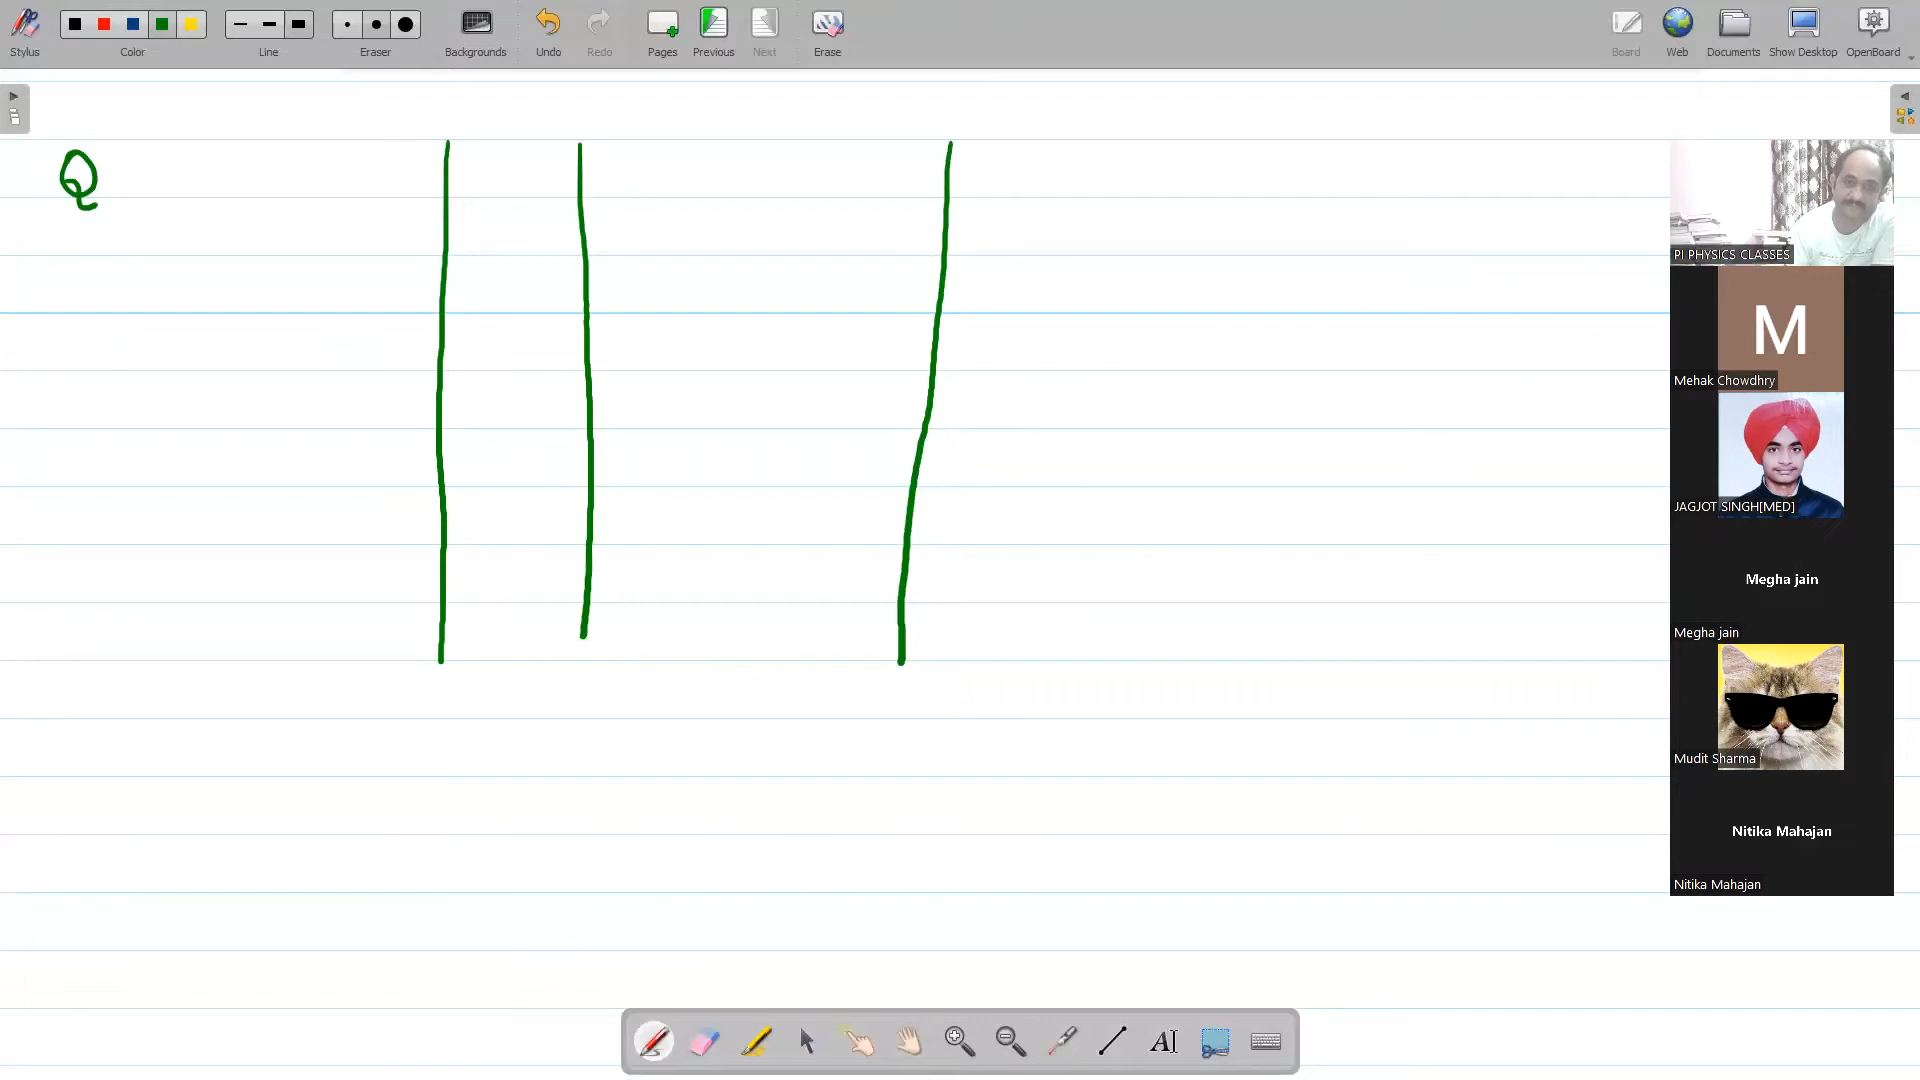 Stylus
Color
Line
Eraser
Backgrounds
Undo
Redo
Pages
Previous
Next
Erase
Board
Web
Documents
Show Desktop
OpenBoard
Q
PI PHYSICS CLASSES
M
Mehak Chowdhry
JAGJOT SINGH[MED]
Megha jain
Megha jain
Mudit Sharma
Nitika Mahajan
Nitika Mahajan
A